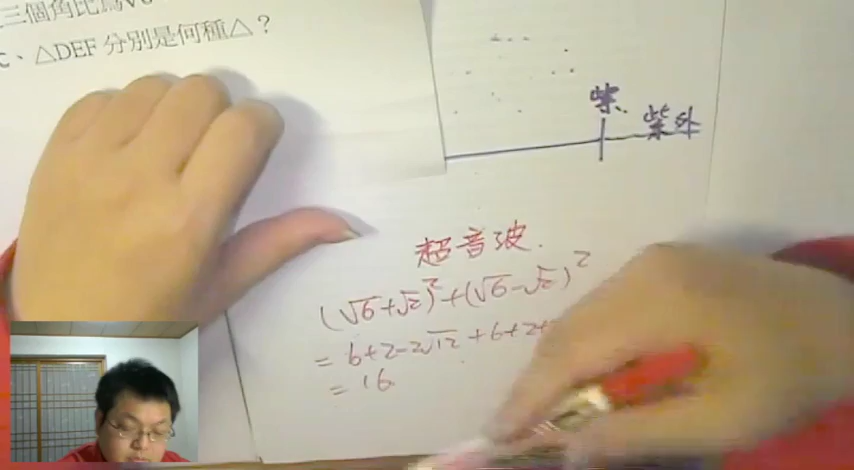 三個角比為
C、△DEF 分別是何種△？
紫
紫外
超音波.
(√6+√2)²+(√6-√2)²
= 6+2-2√12+6+2+
= 16